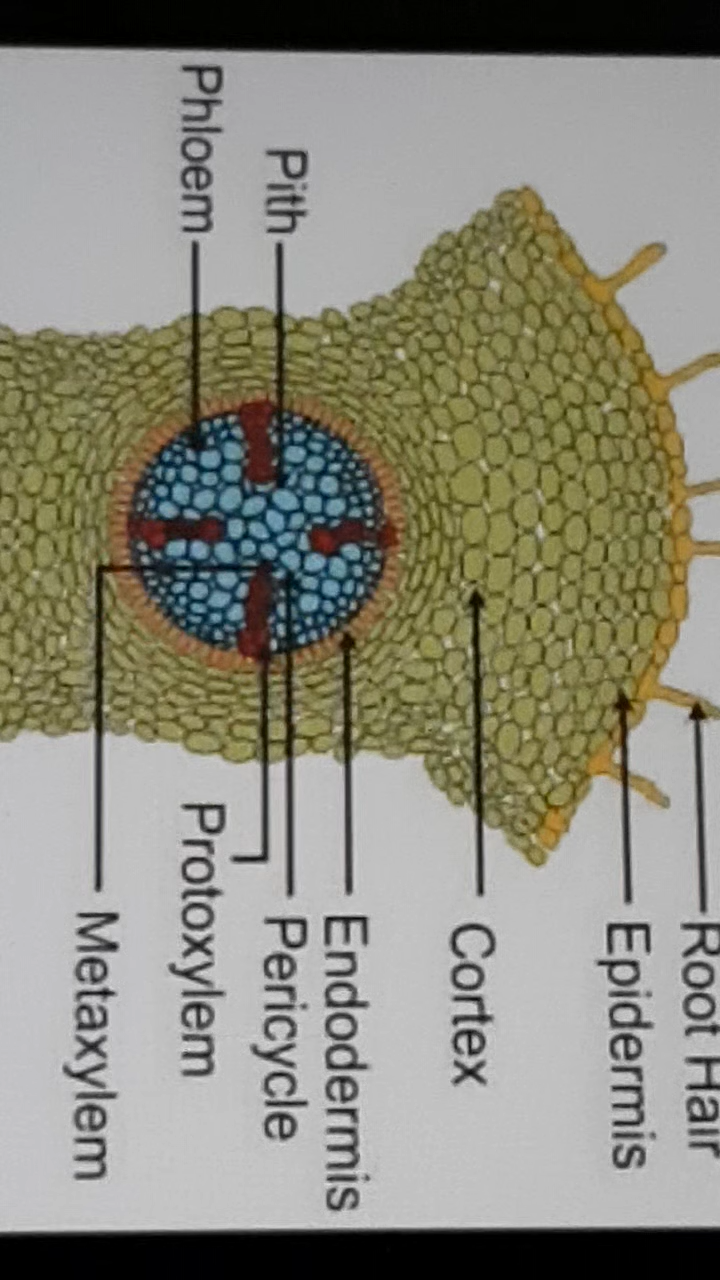 Root Hair
Epidermis
Cortex
Endodermis
Pericycle
Protoxylem
Metaxylem
Pith
Phloem